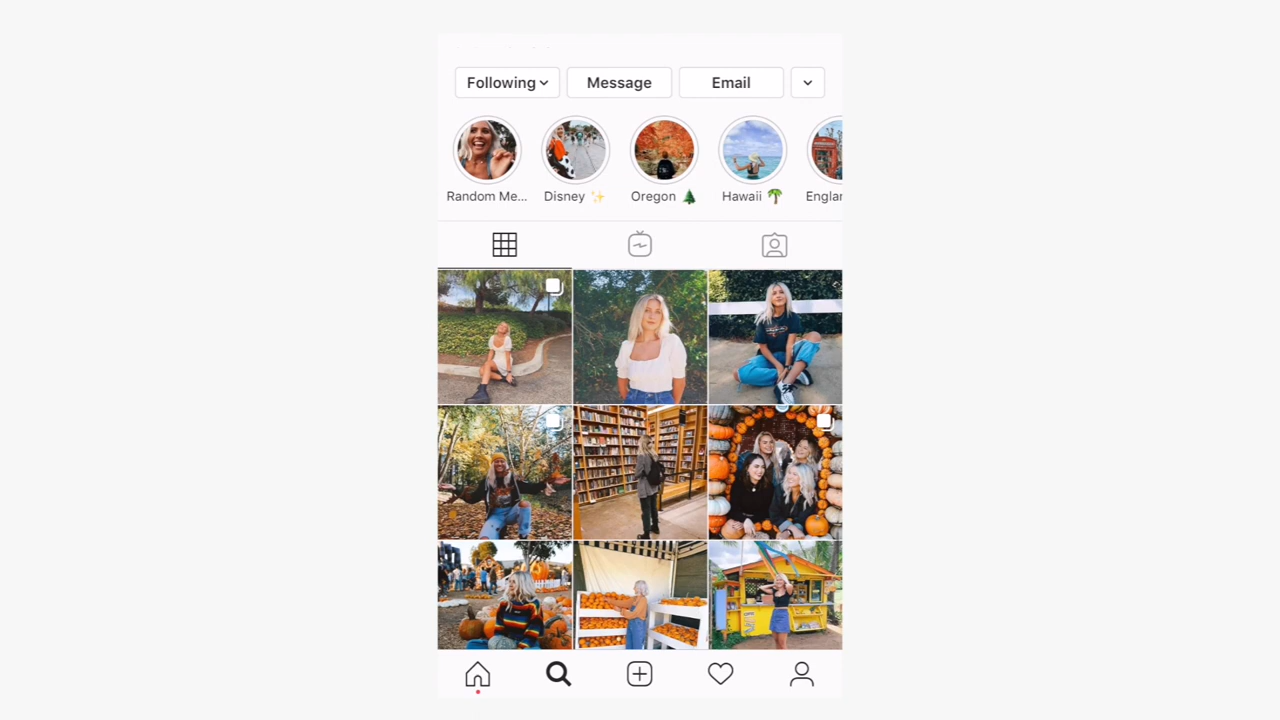 Following
Message
Email
Random Me...
Disney ✨
Oregon 🌲
Hawaii 🌴
Englan